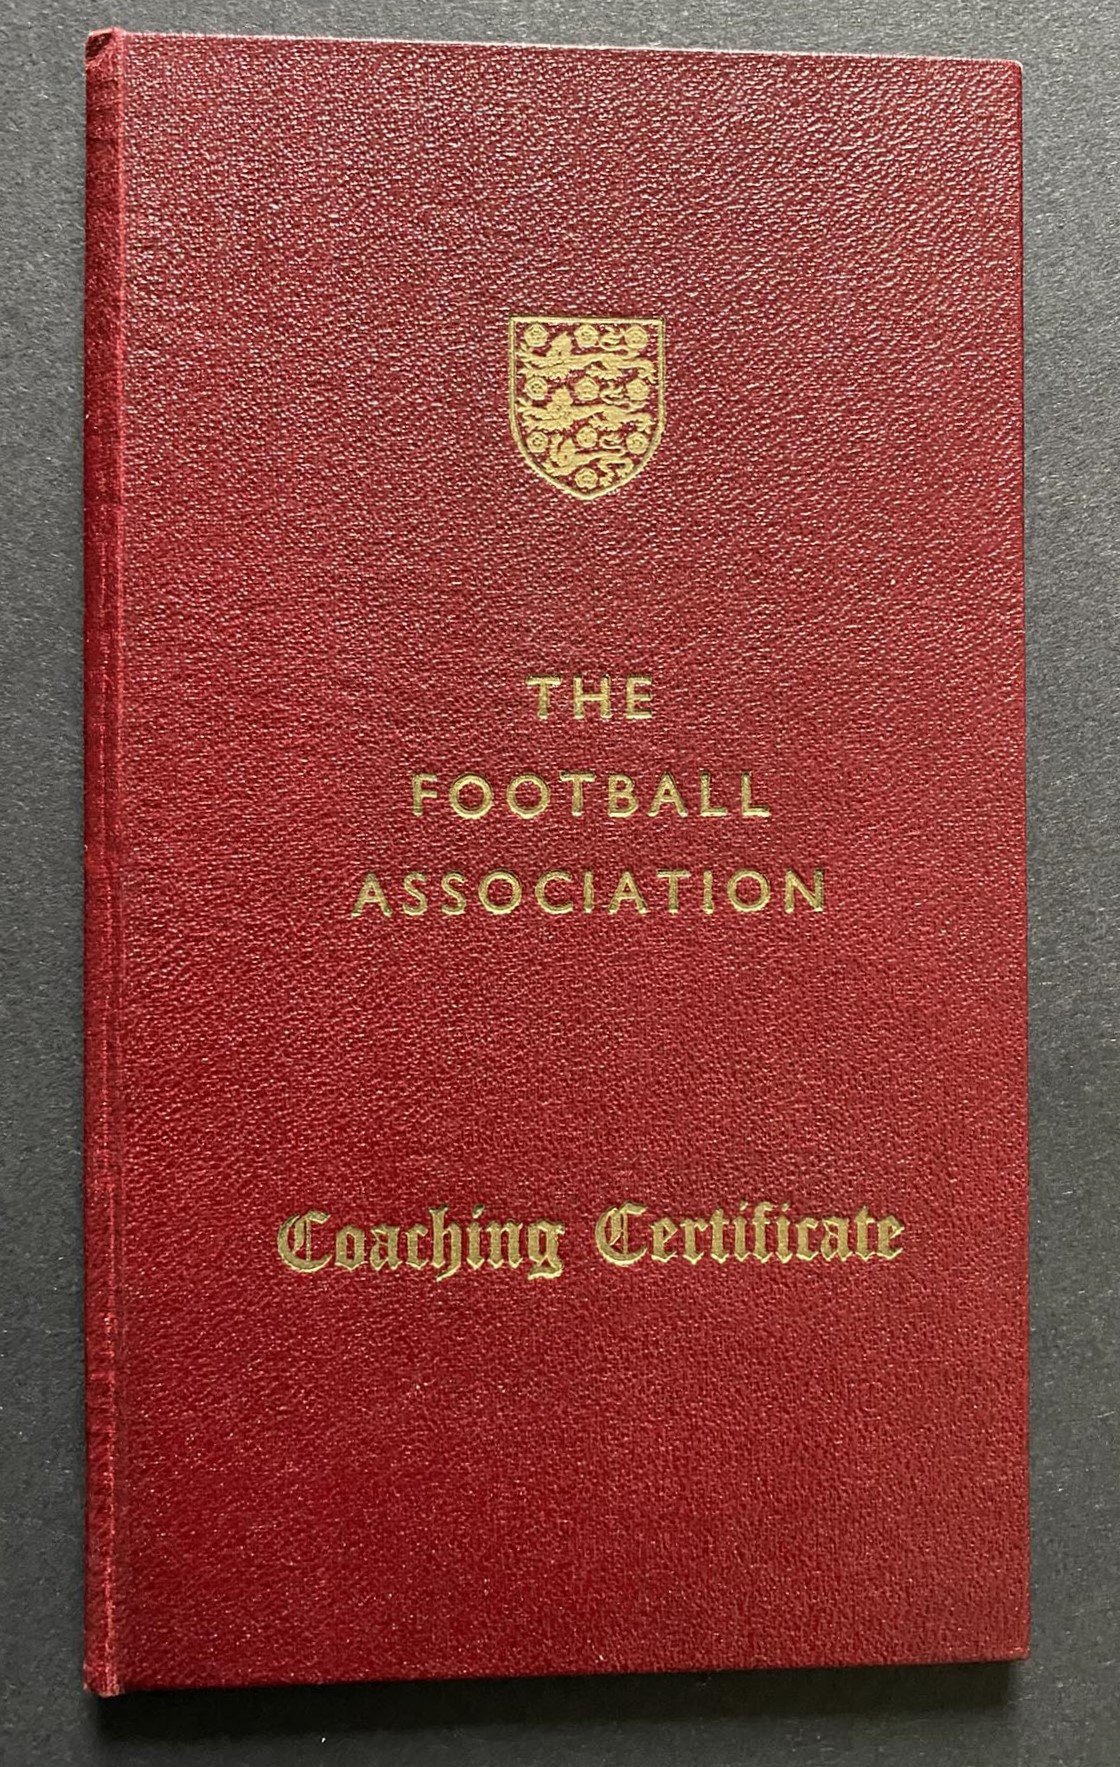 THE
FOOTBALL
ASSOCIATION
Coaching Certificate